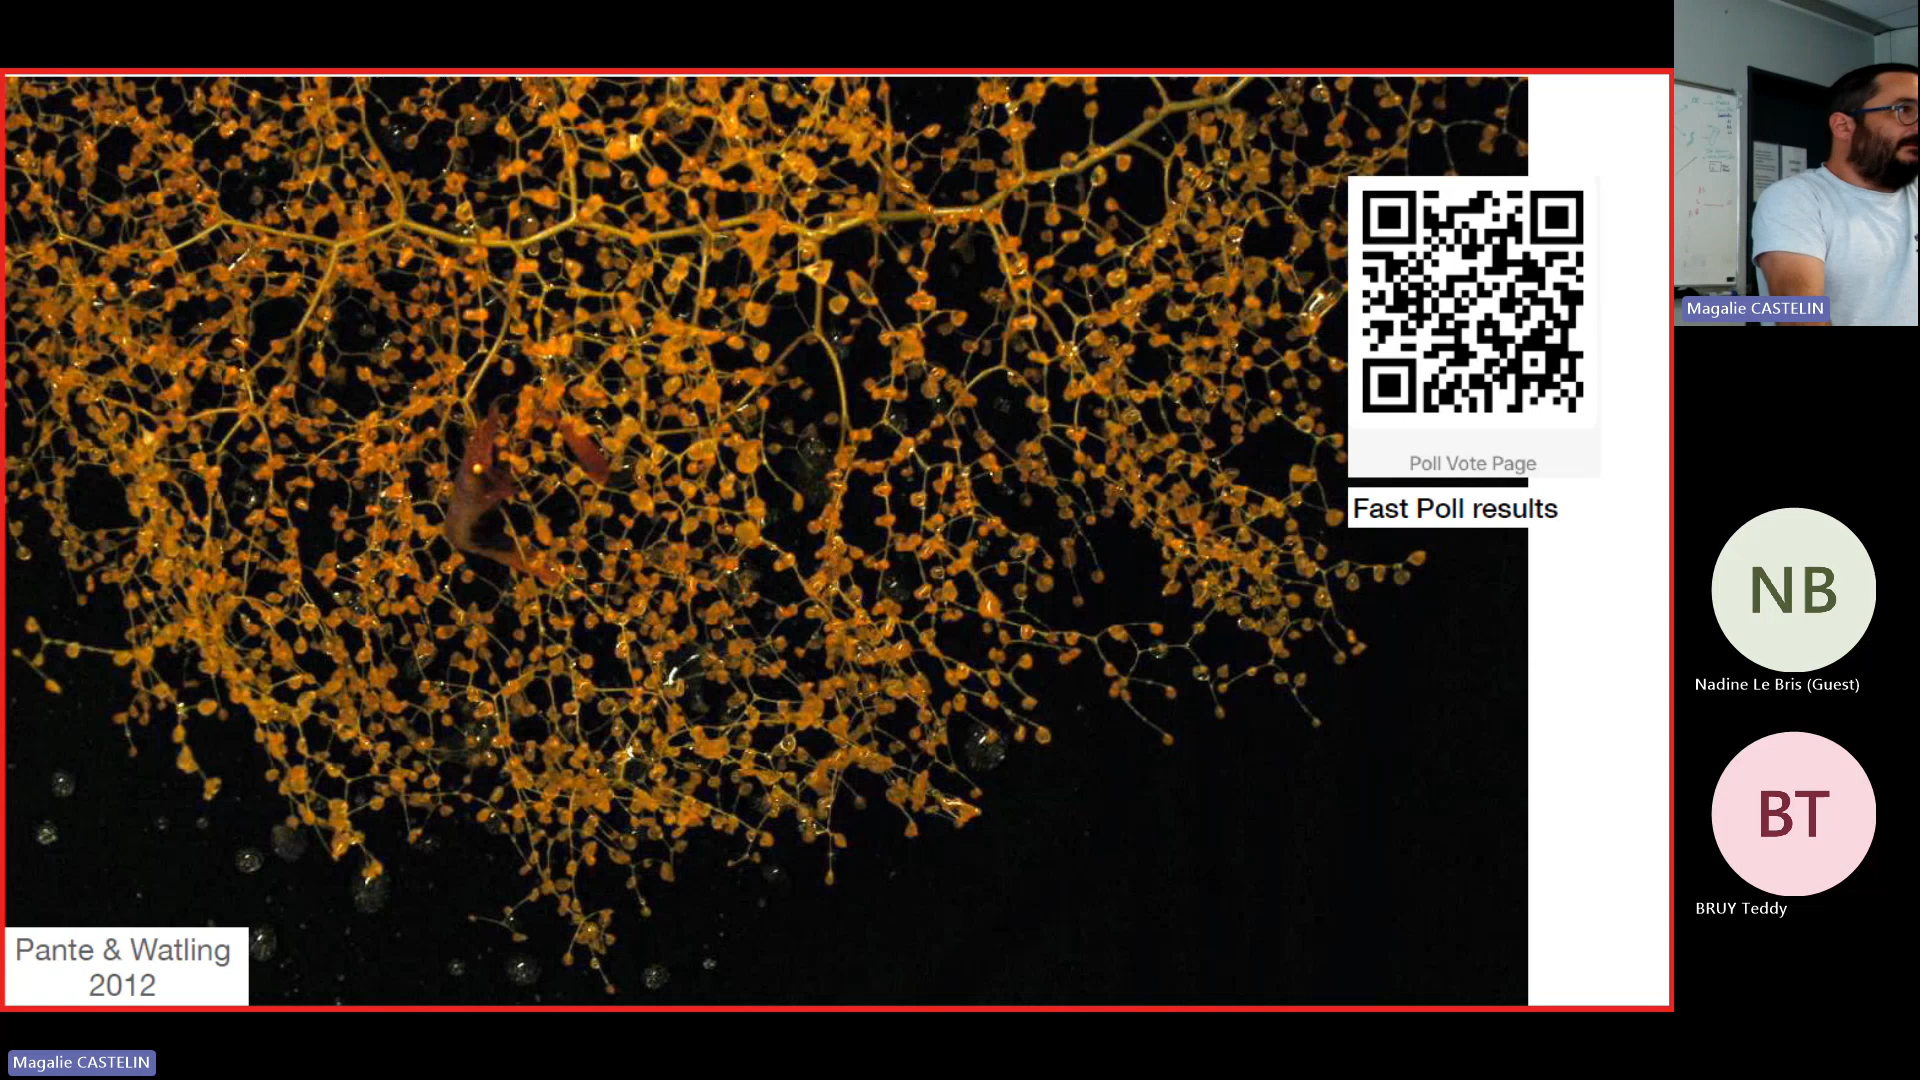 Poll Vote Page
Fast Poll results
Pante & Watling
2012
Magalie CASTELIN
NB
Nadine Le Bris (Guest)
BT
BRUY Teddy
Magalie CASTELIN